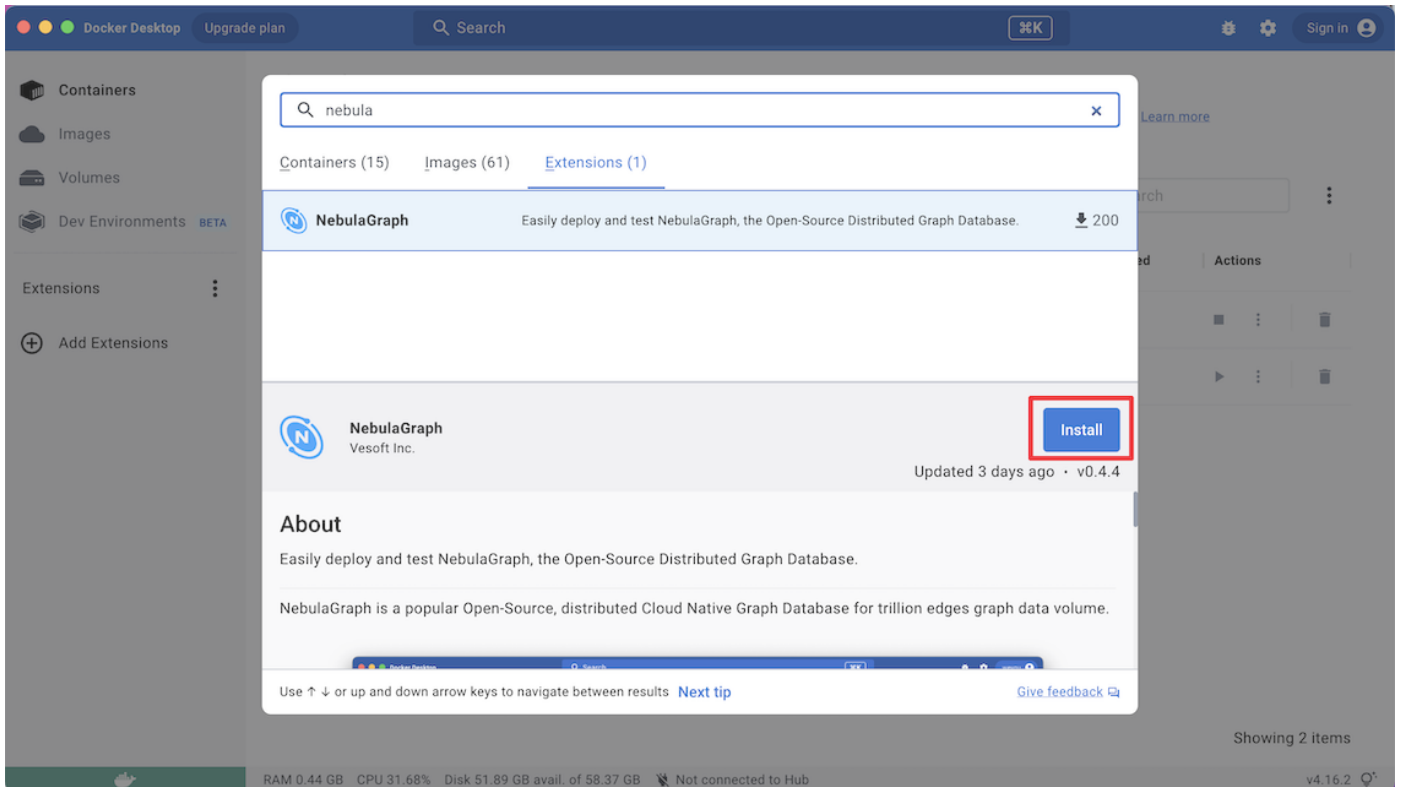 Docker Desktop Upgrade plan Search ⌘K Sign in
Containers
Images
Volumes
Dev Environments BETA
Extensions
Add Extensions
nebula
Learn more
Containers (15) Images (61) Extensions (1)
NebulaGraph Easily deploy and test NebulaGraph, the Open-Source Distributed Graph Database. 200
Actions
NebulaGraph
Vesoft Inc.
Install
Updated 3 days ago · v0.4.4
About
Easily deploy and test NebulaGraph, the Open-Source Distributed Graph Database.
NebulaGraph is a popular Open-Source, distributed Cloud Native Graph Database for trillion edges graph data volume.
Docker Desktop Search ⌘K
Use ↑ ↓ or up and down arrow keys to navigate between results Next tip Give feedback
Showing 2 items
RAM 0.44 GB CPU 31.68% Disk 51.89 GB avail. of 58.37 GB Not connected to Hub v4.16.2